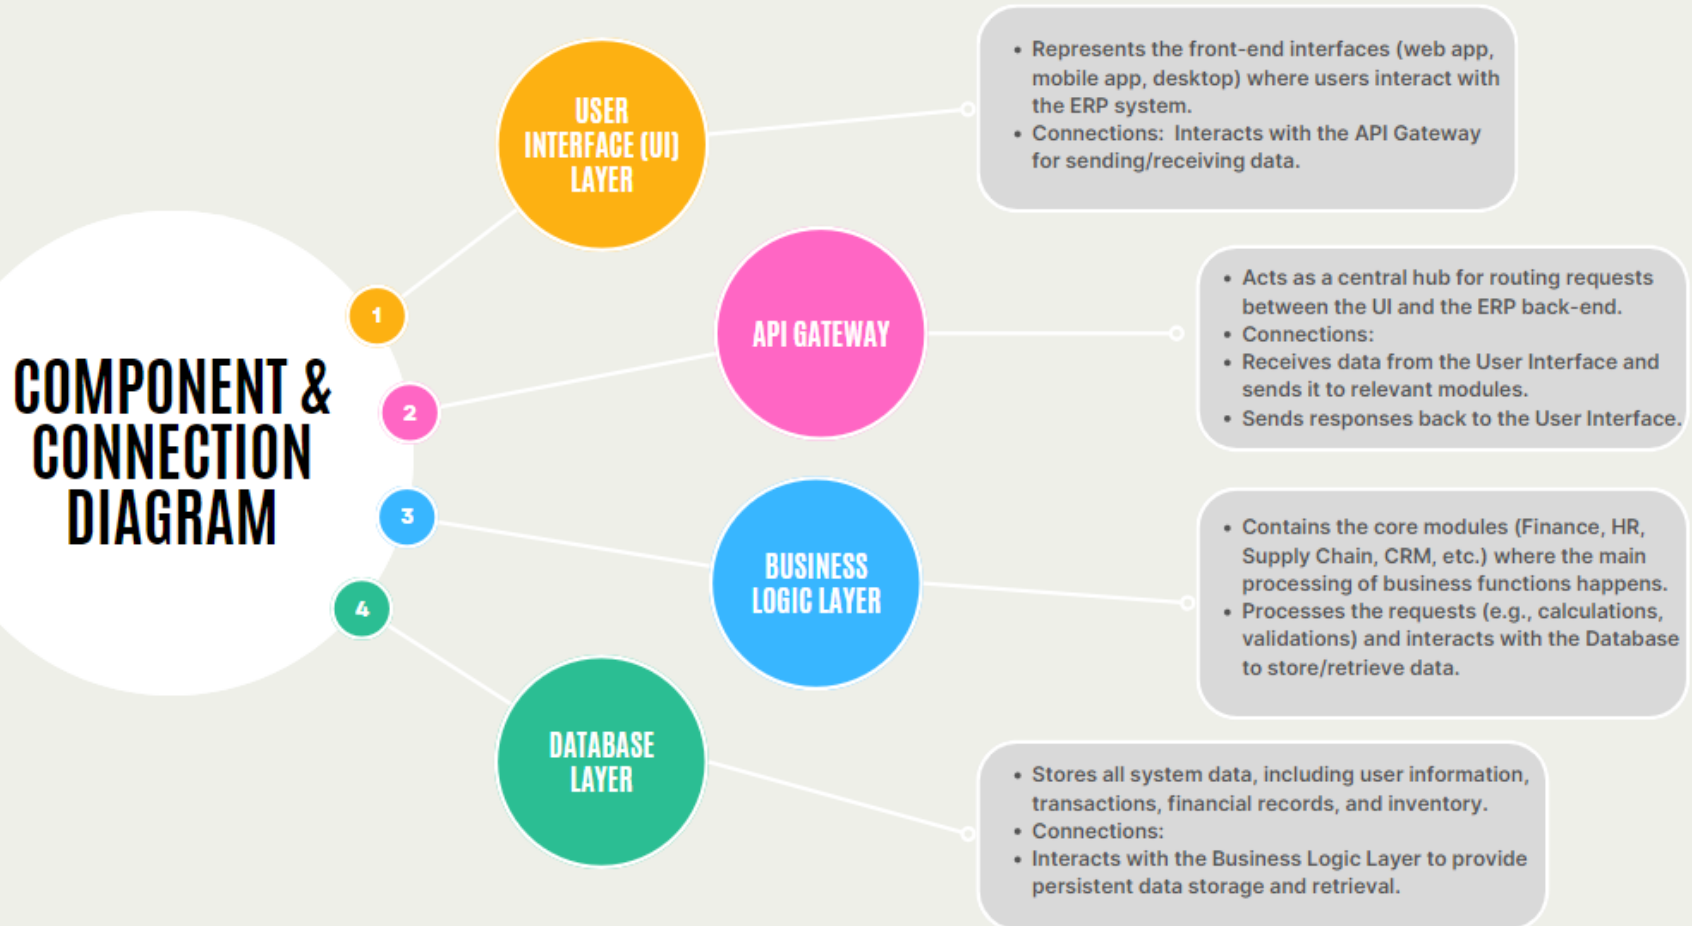 COMPONENT &
CONNECTION
DIAGRAM
1
USER
INTERFACE (UI)
LAYER
• Represents the front-end interfaces (web app,
mobile app, desktop) where users interact with
the ERP system.
• Connections: Interacts with the API Gateway
for sending/receiving data.
2
API GATEWAY
• Acts as a central hub for routing requests
between the UI and the ERP back-end.
• Connections:
• Receives data from the User Interface and
sends it to relevant modules.
• Sends responses back to the User Interface.
3
BUSINESS
LOGIC LAYER
• Contains the core modules (Finance, HR,
Supply Chain, CRM, etc.) where the main
processing of business functions happens.
• Processes the requests (e.g., calculations,
validations) and interacts with the Database
to store/retrieve data.
4
DATABASE
LAYER
• Stores all system data, including user information,
transactions, financial records, and inventory.
• Connections:
• Interacts with the Business Logic Layer to provide
persistent data storage and retrieval.